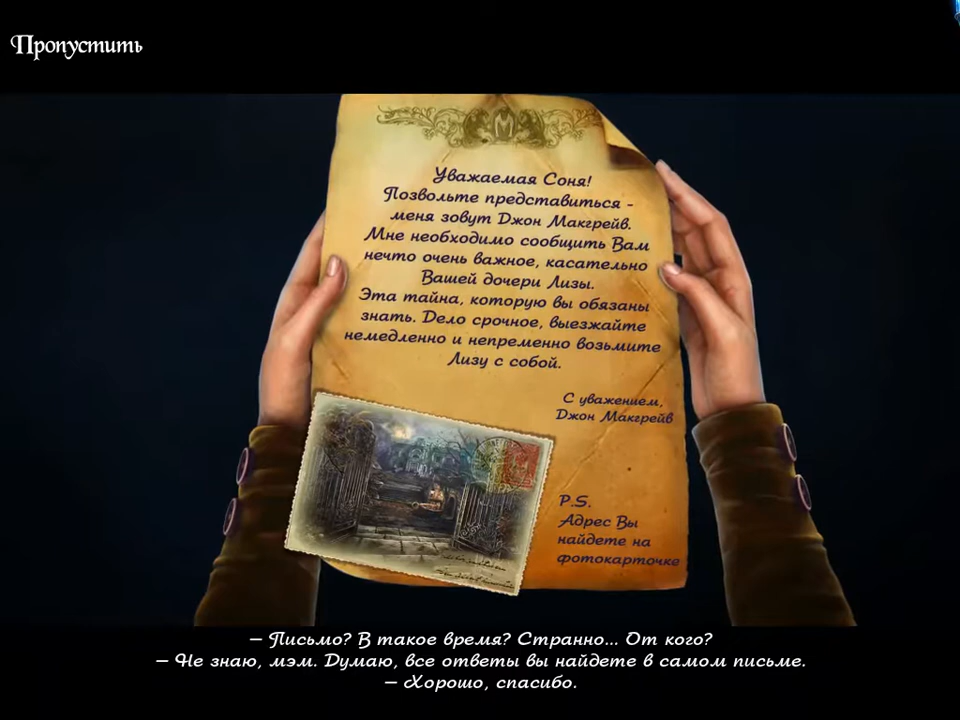 Пропустить
М
Уважаемая Соня!
Позвольте представиться -
меня зовут Джон Макгрейв.
Мне необходимо сообщить Вам
нечто очень важное, касательно
Вашей дочери Лизы.
Эта тайна, которую вы обязаны
знать. Дело срочное, выезжайте
немедленно и непременно возьмите
Лизу с собой.
С уважением,
Джон Макгрейв
P.S.
Адрес Вы
найдете на
фотокарточке
— Письмо? В такое время? Странно... От кого?
— Не знаю, мэм. Думаю, все ответы вы найдете в самом письме.
— Хорошо, спасибо.